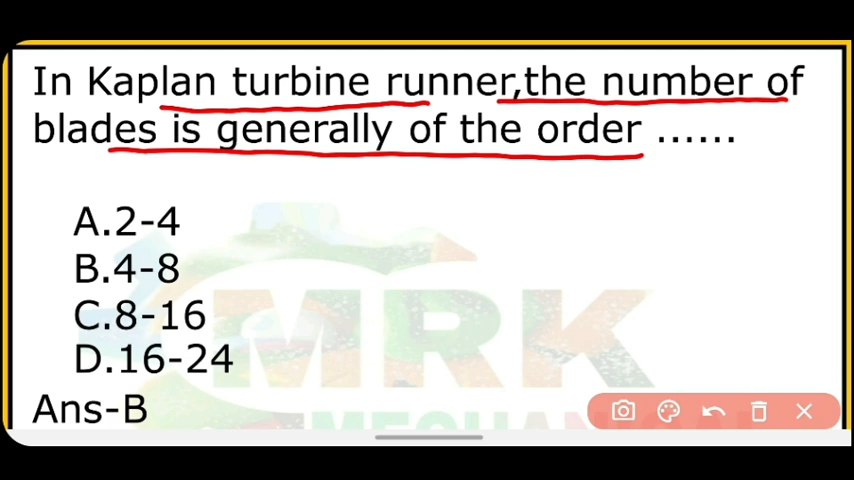 In Kaplan turbine runner,the number of
blades is generally of the order ......
A.2-4
B.4-8
C.8-16
D.16-24
Ans-B
MRK